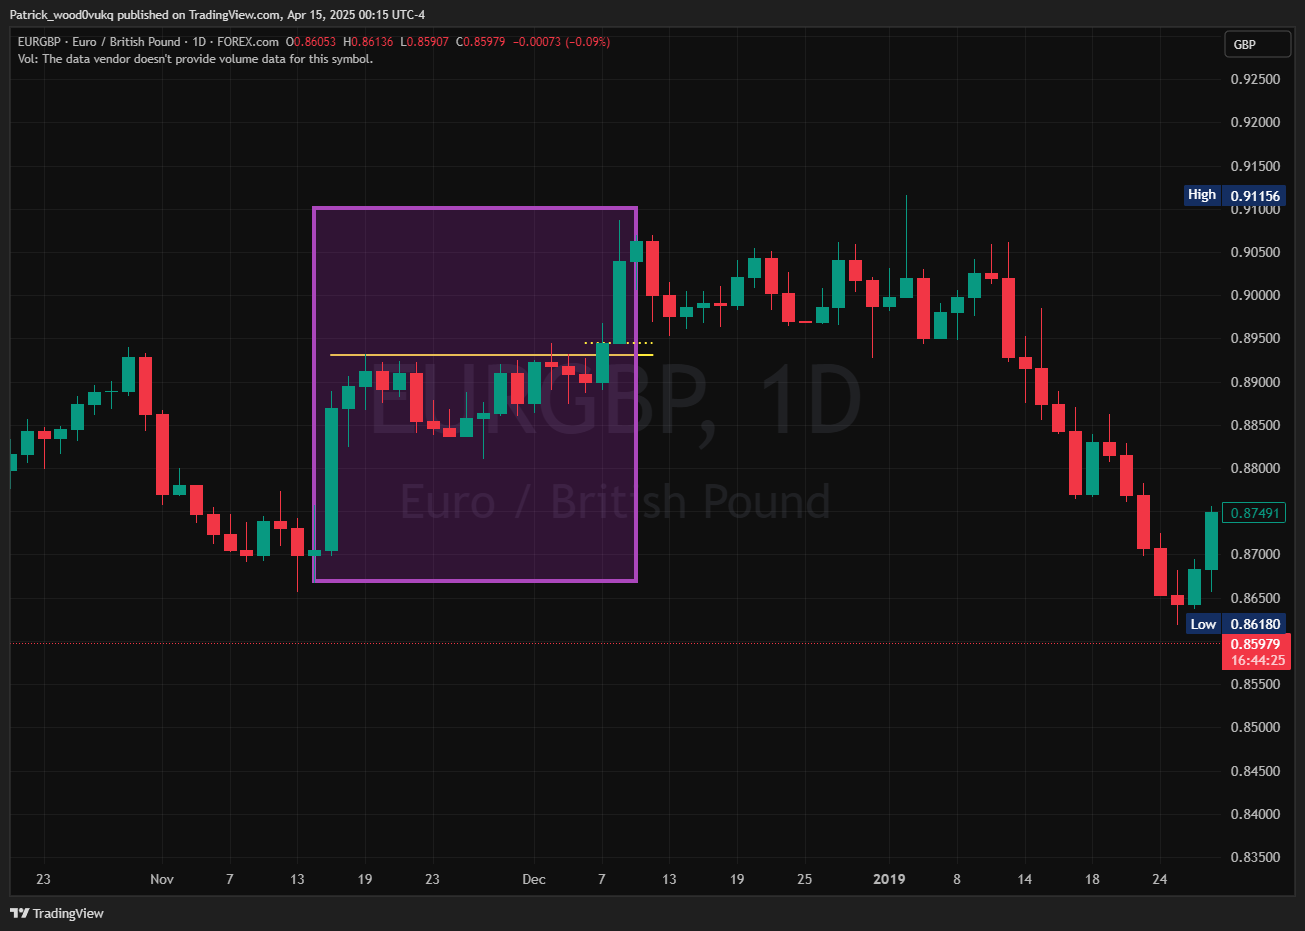 Patrick_wood0vukq published on TradingView.com, Apr 15, 2025 00:15 UTC-4
EURGBP · Euro / British Pound · 1D · FOREX.com O0.86053 H0.86136 L0.85907 C0.85979 −0.00073 (−0.09%)
Vol: The data vendor doesn't provide volume data for this symbol.
GBP
0.92500
0.92000
0.91500
High 0.91156
0.91000
0.90500
0.90000
0.89500
0.89000
0.88500
0.88000
0.87491
0.87000
0.86500
Low 0.86180
0.85979
16:44:25
0.85500
0.85000
0.84500
0.84000
0.83500
EURGBP, 1D
Euro / British Pound
23 Nov 7 13 19 23 Dec 7 13 19 25 2019 8 14 18 24
TradingView